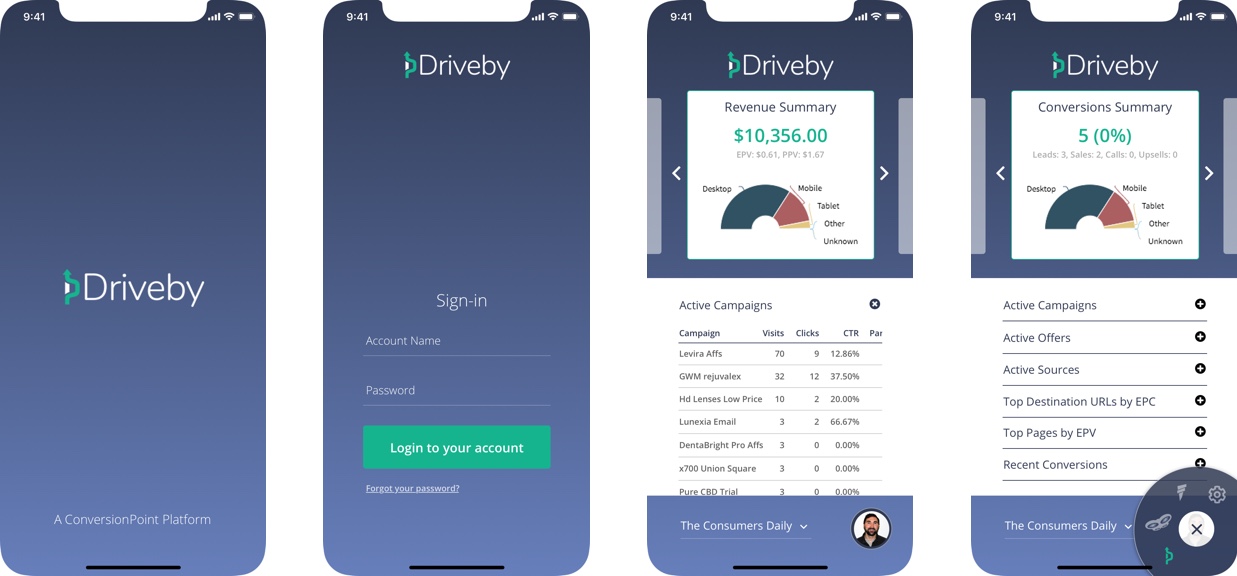 9:41
Driveby
A ConversionPoint Platform
9:41
Driveby
Sign-in
Account Name
Password
Login to your account
Forgot your password?
9:41
Driveby
Revenue Summary
$10,356.00
EPV: $0.61, PPV: $1.67
Desktop
Mobile
Tablet
Other
Unknown
Active Campaigns
Campaign Visits Clicks CTR Par
Levira Affs 70 9 12.86%
GWM rejuvalex 32 12 37.50%
Hd Lenses Low Price 10 2 20.00%
Lunexia Email 3 2 66.67%
DentaBright Pro Affs 3 0 0.00%
x700 Union Square 3 0 0.00%
Pure CBD Trial 3 0 0.00%
The Consumers Daily
9:41
Driveby
Conversions Summary
5 (0%)
Leads: 3, Sales: 2, Calls: 0, Upsells: 0
Desktop
Mobile
Tablet
Other
Unknown
Active Campaigns
Active Offers
Active Sources
Top Destination URLs by EPC
Top Pages by EPV
Recent Conversions
The Consumers Daily